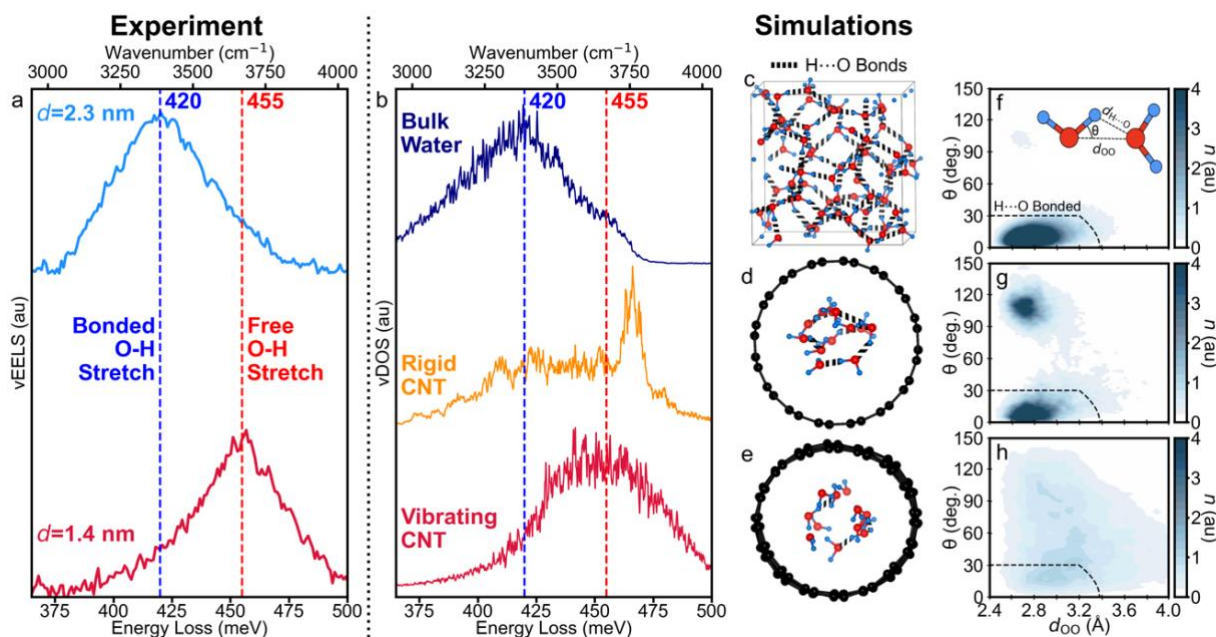 Experiment
Simulations
Wavenumber (cm⁻¹)
3000 3250 3500 3750 4000
a
d=2.3 nm
420
455
Bonded
O-H
Stretch
Free
O-H
Stretch
d=1.4 nm
vEELS (au)
375 400 425 450 475 500
Energy Loss (meV)
Wavenumber (cm⁻¹)
3000 3250 3500 3750 4000
b
420
455
Bulk
Water
Rigid
CNT
Vibrating
CNT
vDOS (au)
375 400 425 450 475 500
Energy Loss (meV)
H···O Bonds
c
d
e
f
150
120
90
60
30
0
θ (deg.)
dH···O
θ
dOO
H···O Bonded
4
3
2
1
0
n (au)
g
150
120
90
60
30
0
θ (deg.)
4
3
2
1
0
n (au)
h
150
120
90
60
30
0
θ (deg.)
4
3
2
1
0
n (au)
2.4 2.8 3.2 3.6 4.0
dOO (Å)